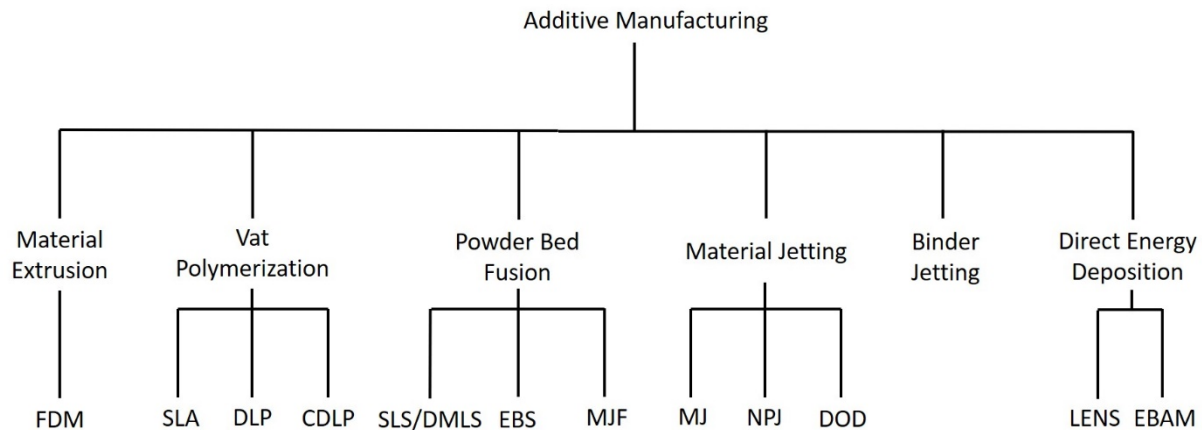 Additive Manufacturing
Material
Extrusion
Vat
Polymerization
Powder Bed
Fusion
Material Jetting
Binder
Jetting
Direct Energy
Deposition
FDM
SLA
DLP
CDLP
SLS/DMLS
EBS
MJF
MJ
NPJ
DOD
LENS
EBAM